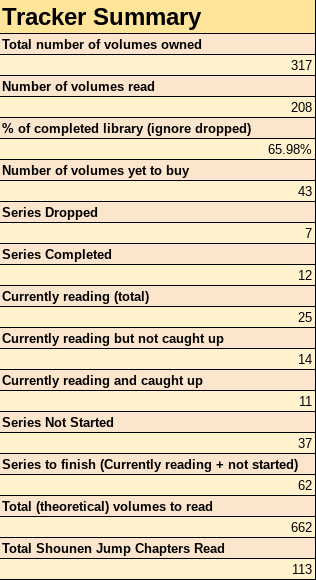 Tracker Summary
Total number of volumes owned
317
Number of volumes read
208
% of completed library (ignore dropped)
65.98%
Number of volumes yet to buy
43
Series Dropped
7
Series Completed
12
Currently reading (total)
25
Currently reading but not caught up
14
Currently reading and caught up
11
Series Not Started
37
Series to finish (Currently reading + not started)
62
Total (theoretical) volumes to read
662
Total Shounen Jump Chapters Read
113